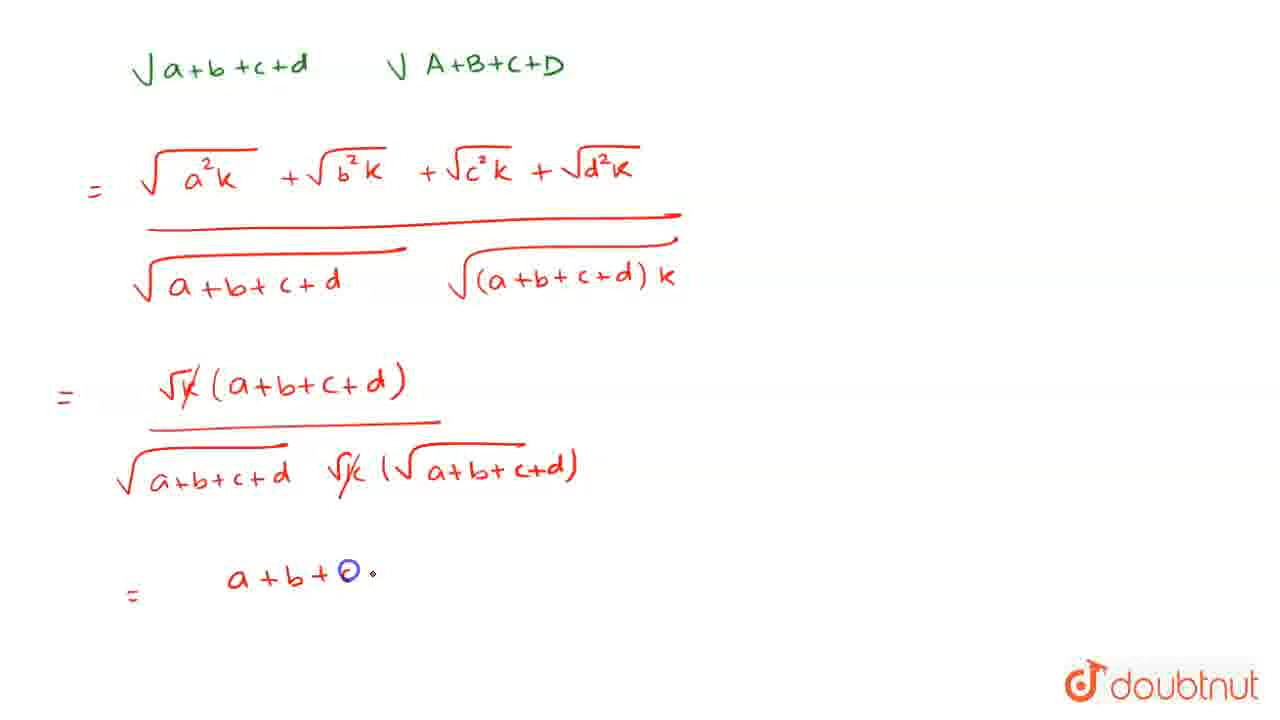 √a+b+c+d √A+B+C+D
= √a²k + √b²k + √c²k + √d²k
√a+b+c+d √(a+b+c+d)k
= √k (a+b+c+d)
√a+b+c+d √k (√a+b+c+d)
= a+b+c
doubtnut